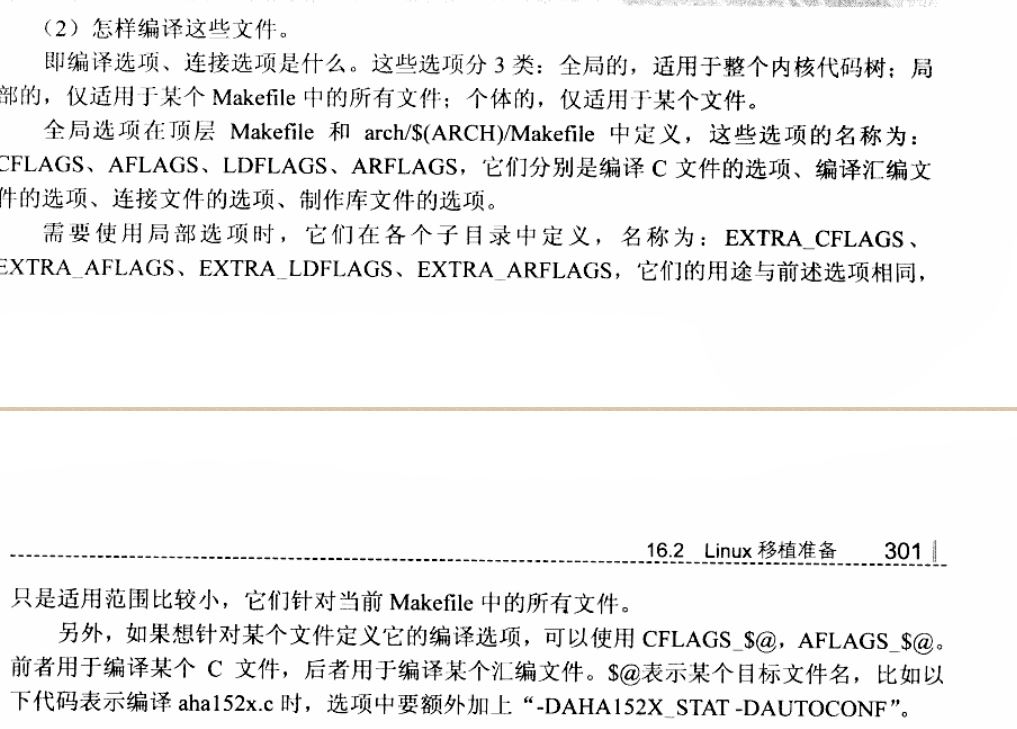 （2）怎样编译这些文件。
即编译选项、连接选项是什么。这些选项分 3 类：全局的，适用于整个内核代码树；局
部的，仅适用于某个 Makefile 中的所有文件；个体的，仅适用于某个文件。
全局选项在顶层 Makefile 和 arch/$(ARCH)/Makefile 中定义，这些选项的名称为：
CFLAGS、AFLAGS、LDFLAGS、ARFLAGS，它们分别是编译 C 文件的选项、编译汇编文
件的选项、连接文件的选项、制作库文件的选项。
需要使用局部选项时，它们在各个子目录中定义，名称为：EXTRA_CFLAGS、
EXTRA_AFLAGS、EXTRA_LDFLAGS、EXTRA_ARFLAGS，它们的用途与前述选项相同，
16.2 Linux 移植准备 301
只是适用范围比较小，它们针对当前 Makefile 中的所有文件。
另外，如果想针对某个文件定义它的编译选项，可以使用 CFLAGS_$@，AFLAGS_$@。
前者用于编译某个 C 文件，后者用于编译某个汇编文件。$@表示某个目标文件名，比如以
下代码表示编译 aha152x.c 时，选项中要额外加上“-DAHA152X_STAT -DAUTOCONF”。